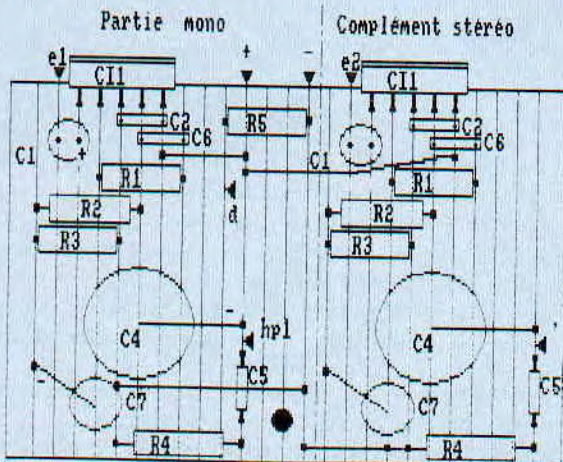 Partie mono
+
-
Complément stéréo
e1
CI1
e2
CI1
C2
C6
R5
C2
C6
C1
+
C1
R1
R1
R2
d
R2
R3
R3
-
C4
hp1
C4
C5
C5
-
C7
C7
R4
R4